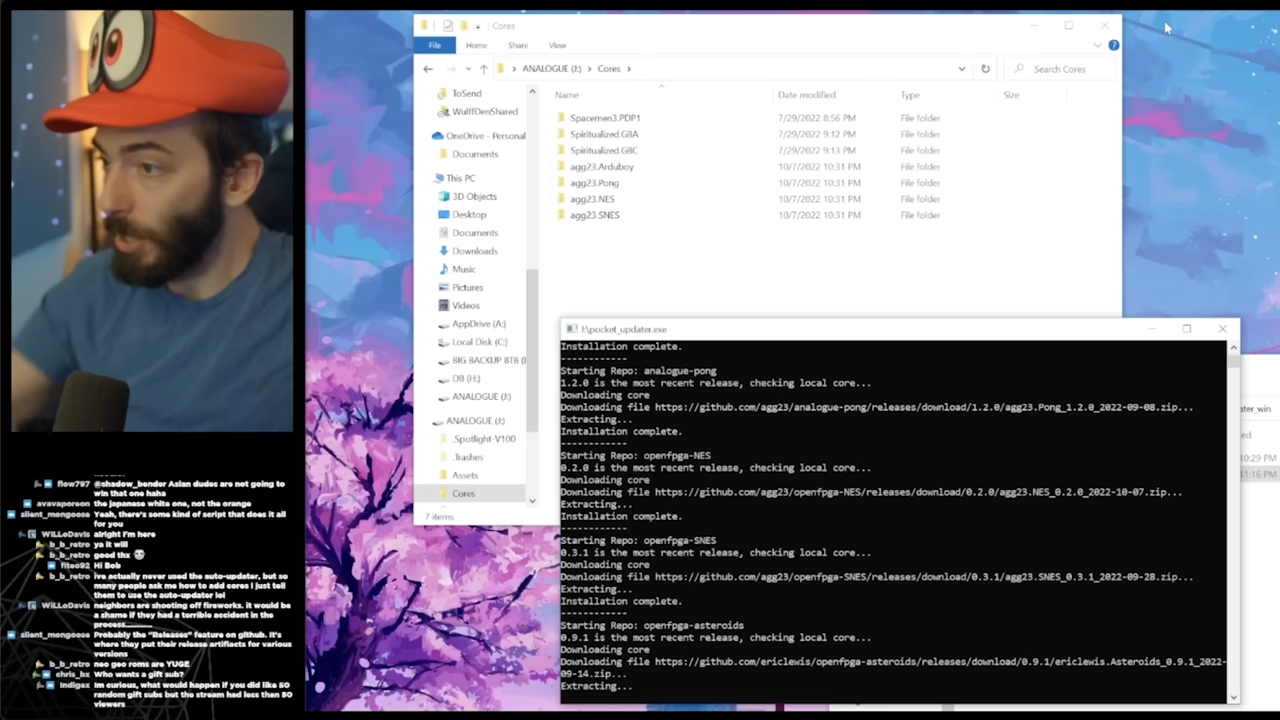 Cores
File
Home
Share
View
ANALOGUE (J:) > Cores >
Search Cores
Name
Date modified
Type
Size
ToSend
WulffDenShared
OneDrive - Personal
Documents
This PC
3D Objects
Desktop
Documents
Downloads
Music
Pictures
Videos
AppDrive (A:)
Local Disk (C:)
BIG BACKUP 8TB (
DB (H:)
ANALOGUE (J:)
ANALOGUE (J:)
.Spotlight-V100
.Trashes
Assets
Cores
7 items
Spacemen3.PDP1 7/29/2022 8:56 PM File folder
Spiritualized.GBA 7/29/2022 9:12 PM File folder
Spiritualized.GBC 7/29/2022 9:13 PM File folder
agg23.Arduboy 10/7/2022 10:31 PM File folder
agg23.Pong 10/7/2022 10:31 PM File folder
agg23.NES 10/7/2022 10:31 PM File folder
agg23.SNES 10/7/2022 10:31 PM File folder
J:\pocket_updater.exe
Installation complete.
------------
Starting Repo: analogue-pong
1.2.0 is the most recent release, checking local core...
Downloading core
Downloading file https://github.com/agg23/analogue-pong/releases/download/1.2.0/agg23.Pong_1.2.0_2022-09-08.zip...
Extracting...
Installation complete.
------------
Starting Repo: openfpga-NES
0.2.0 is the most recent release, checking local core...
Downloading core
Downloading file https://github.com/agg23/openfpga-NES/releases/download/0.2.0/agg23.NES_0.2.0_2022-10-07.zip...
Extracting...
Installation complete.
------------
Starting Repo: openfpga-SNES
0.3.1 is the most recent release, checking local core...
Downloading core
Downloading file https://github.com/agg23/openfpga-SNES/releases/download/0.3.1/agg23.SNES_0.3.1_2022-09-28.zip...
Extracting...
Installation complete.
------------
Starting Repo: openfpga-asteroids
0.9.1 is the most recent release, checking local core...
Downloading core
Downloading file https://github.com/ericlewis/openfpga-asteroids/releases/download/0.9.1/ericlewis.Asteroids_0.9.1_2022-
09-14.zip...
Extracting...
ter_win
ed
10:29 PM
11:16 PM
flow797 @shadow_bender Asian dudes are not going to
win that one haha
avavaperson the japanese white one, not the orange
silent_mongoose Yeah, there's some kind of script that does it all
for you
WiLLoDavis alright I'm here
b_b_retro ya it will
b_b_retro good thx
fiteo92 Hi Bob
b_b_retro ive actually never used the auto-updater, but so
many people ask me how to add cores i just tell
them to use the auto-updater lol
WiLLoDavis neighbors are shooting off fireworks. it would be
a shame if they had a terrible accident in the
process..............
silent_mongoose Probably the "Releases" feature on github. It's
where they put their release artifacts for various
versions
b_b_retro neo geo roms are YUGE
chris_bx Who wants a gift sub?
indigax Im curious, what would happen if you did like 50
random gift subs but the stream had less than 50
viewers